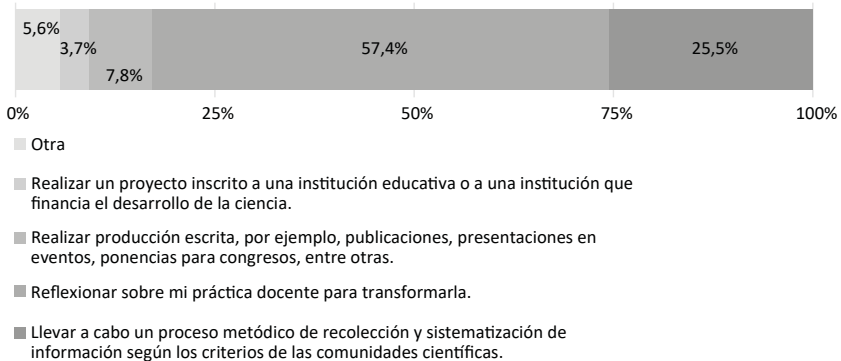 5,6%
3,7%
7,8%
57,4%
25,5%
0%
25%
50%
75%
100%
Otra
Realizar un proyecto inscrito a una institución educativa o a una institución que
financia el desarrollo de la ciencia.
Realizar producción escrita, por ejemplo, publicaciones, presentaciones en
eventos, ponencias para congresos, entre otras.
Reflexionar sobre mi práctica docente para transformarla.
Llevar a cabo un proceso metódico de recolección y sistematización de
información según los criterios de las comunidades científicas.